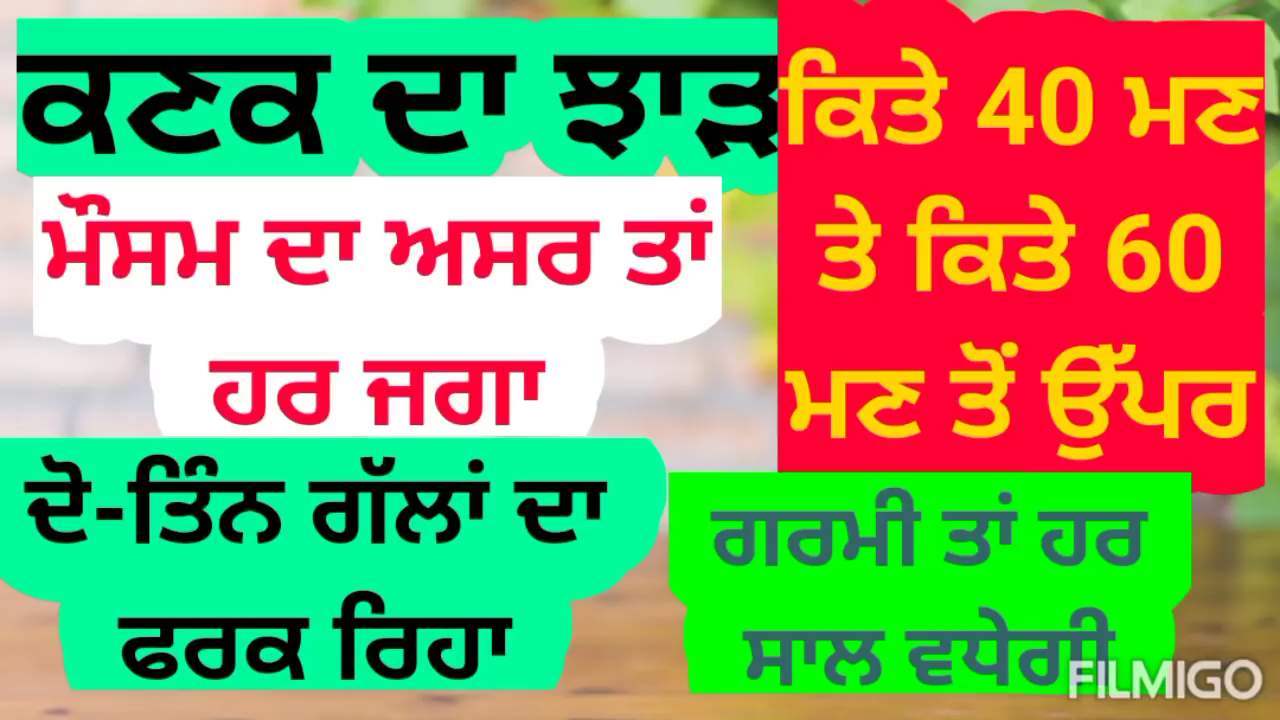 ਕਣਕ ਦਾ ਝਾੜ
ਮੌਸਮ ਦਾ ਅਸਰ ਤਾਂ
ਹਰ ਜਗਾ
ਦੋ-ਤਿੰਨ ਗੱਲਾਂ ਦਾ
ਫਰਕ ਰਿਹਾ
ਕਿਤੇ 40 ਮਣ
ਤੇ ਕਿਤੇ 60
ਮਣ ਤੋਂ ਉੱਪਰ
ਗਰਮੀ ਤਾਂ ਹਰ
ਸਾਲ ਵਧੇਗੀ
FILMIGO